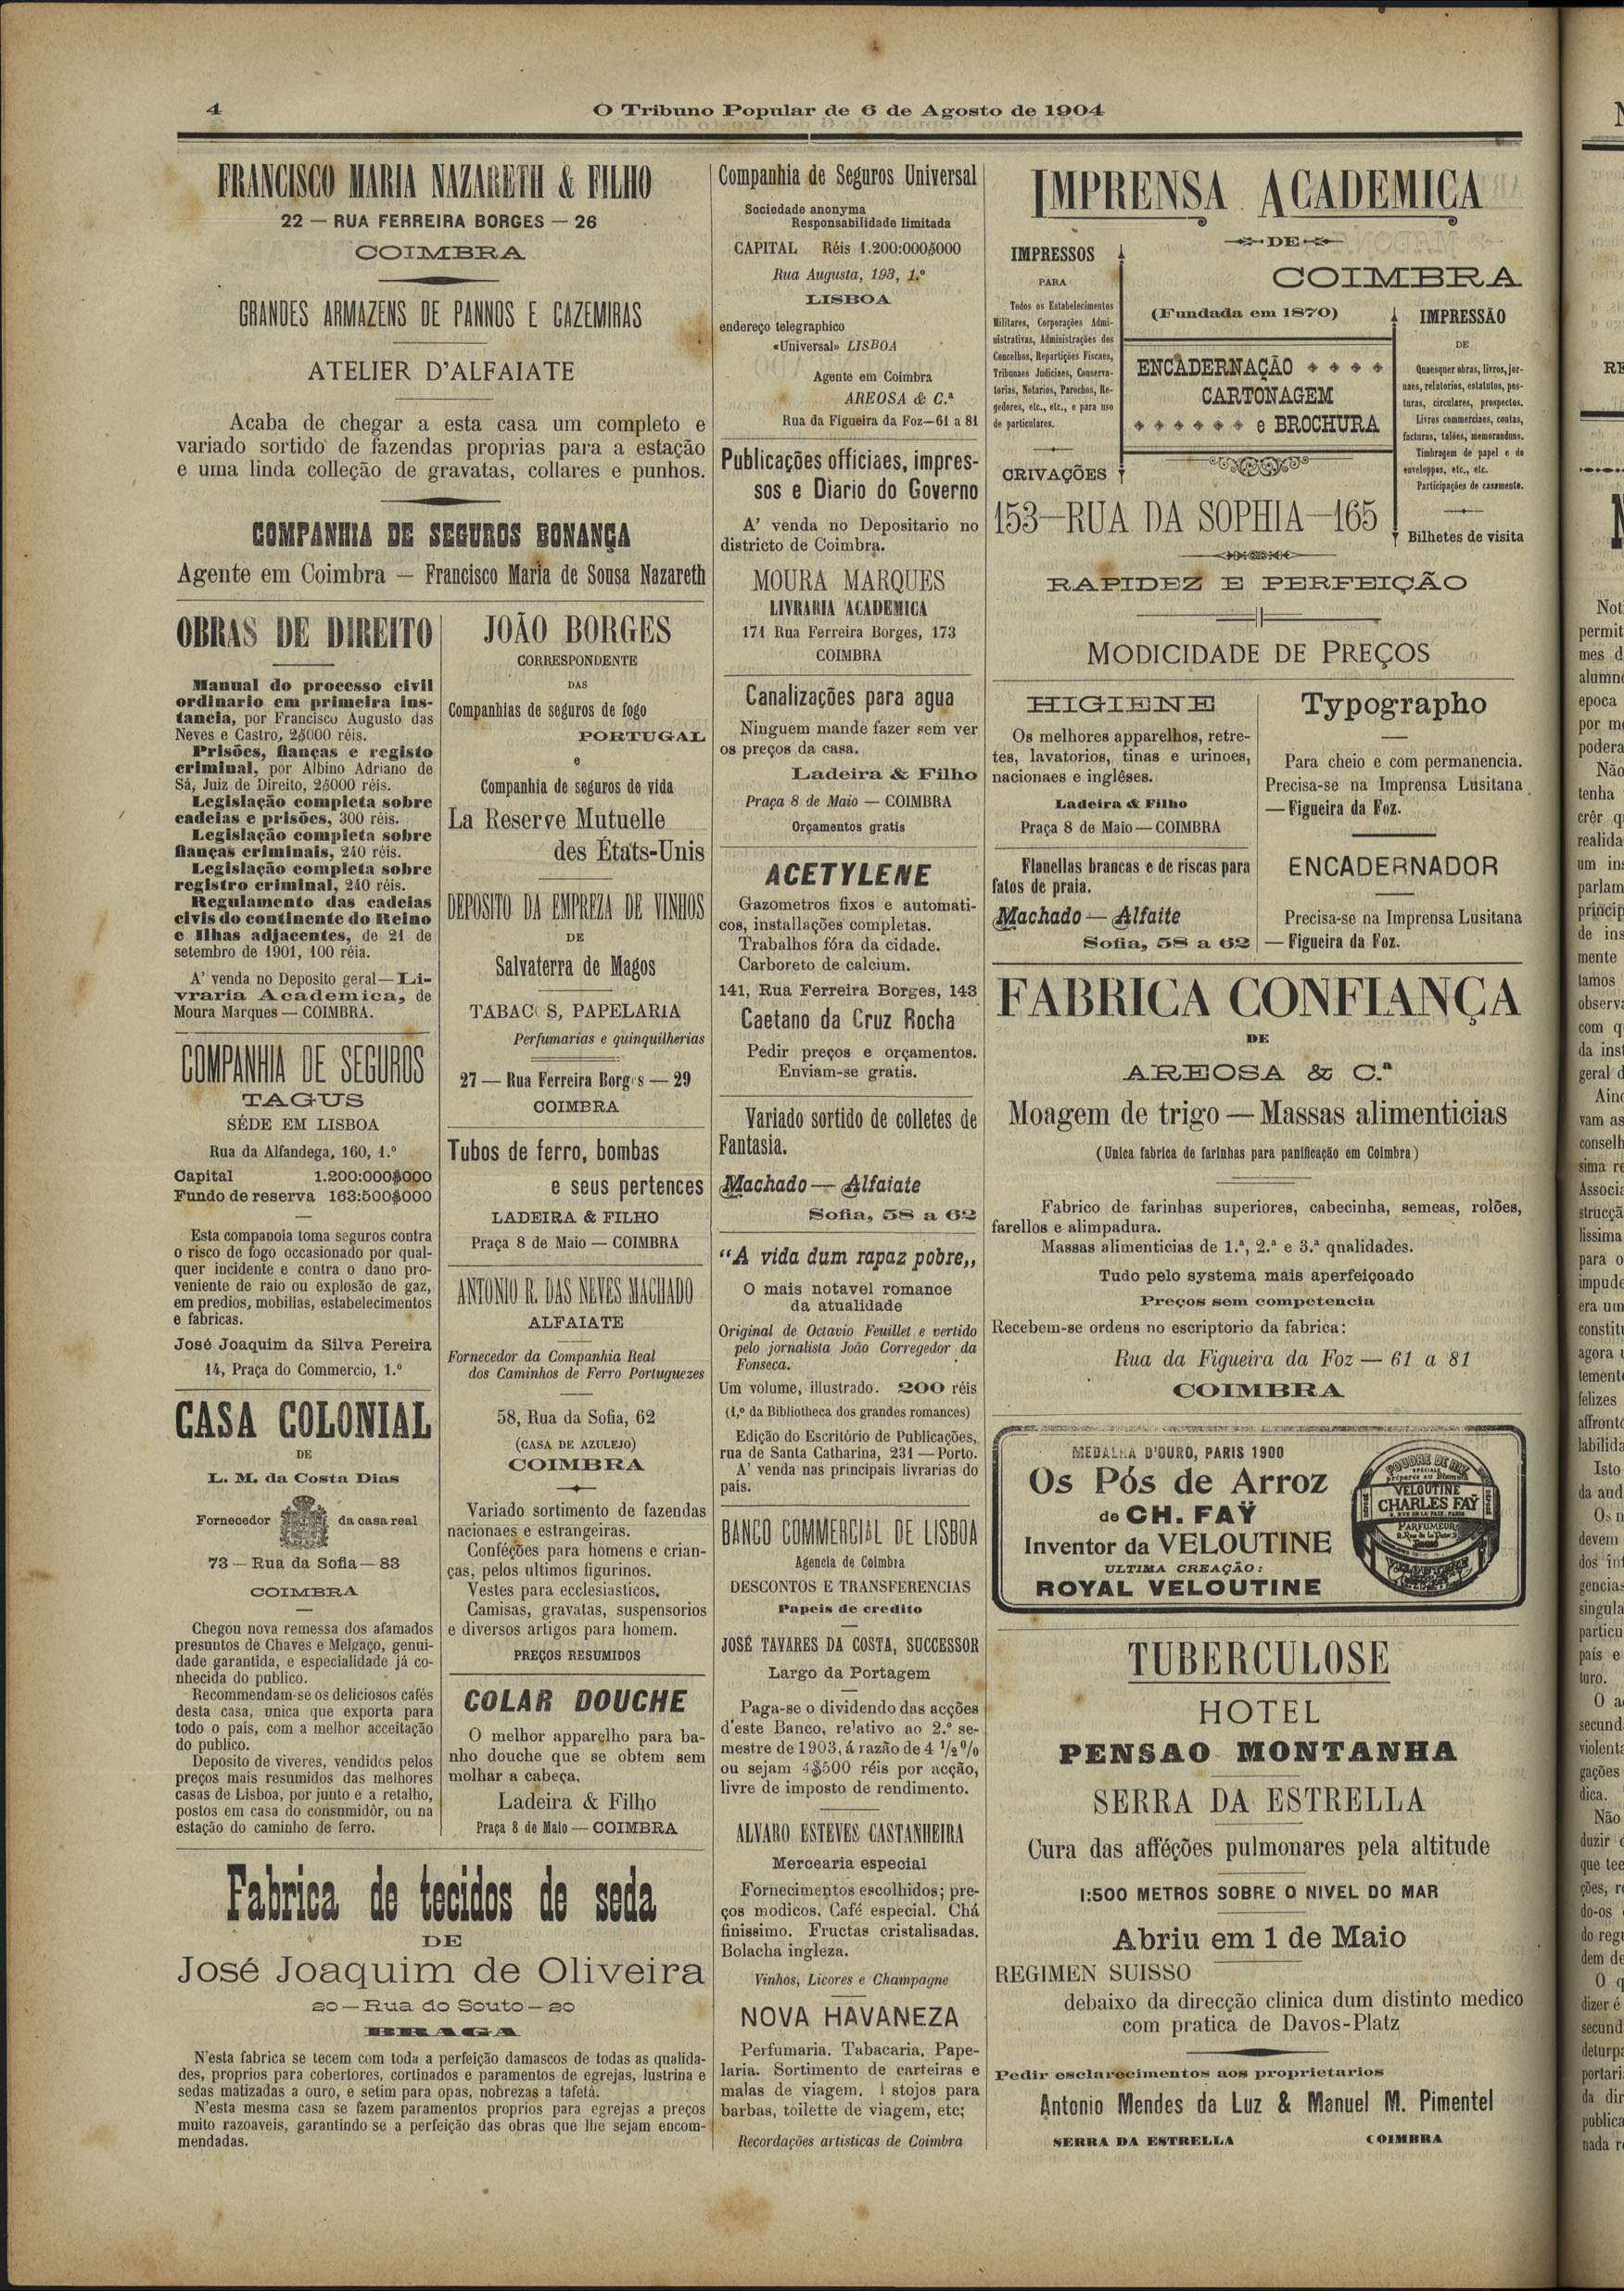 4
O Tribuno Popular de 6 de Agosto de 1904
FRANCISCO MARIA NAZARETH & FILHO
22 — RUA FERREIRA BORGES — 26
COIMBRA
GRANDES ARMAZENS DE PANNOS E CAZEMIRAS
ATELIER D'ALFAIATE
Acaba de chegar a esta casa um completo e
variado sortido de fazendas proprias para a estação
e uma linda colleção de gravatas, collares e punhos.
COMPANHIA DE SEGUROS BONANÇA
Agente em Coimbra — Francisco Maria de Sousa Nazareth
OBRAS DE DIREITO
Manual do processo civil
ordinario em primeira ins-
tancia, por Francisco Augusto das
Neves e Castro, 2$000 réis.
Prisões, fianças e registo
criminal, por Albino Adriano de
Sá, Juiz de Direito, 2$000 réis.
Legislação completa sobre
cadeias e prisões, 300 réis.
Legislação completa sobre
fianças criminais, 240 réis.
Legislação completa sobre
registro criminal, 240 réis.
Regulamento das cadeias
civis do continente do Reino
e Ilhas adjacentes, de 21 de
setembro de 1901, 100 réia.
A' venda no Deposito geral — Li-
vraria Academica, de
Moura Marques — COIMBRA.
COMPANHIA DE SEGUROS
TAGUS
SÉDE EM LISBOA
Rua da Alfandega, 160, 1.º
Capital 1.200:000$000
Fundo de reserva 163:500$000
Esta companoia toma seguros contra
o risco de fogo occasionado por qual-
quer incidente e contra o dano pro-
veniente de raio ou explosão de gaz,
em predios, mobilias, estabelecimentos
e fabricas.
José Joaquim da Silva Pereira
14, Praça do Commercio, 1.º
CASA COLONIAL
DE
L. M. da Costa Dias
Fornecedor da casa real
73 — Rua da Sofia — 83
COIMBRA
Chegou nova remessa dos afamados
presuntos de Chaves e Melgaço, genui-
dade garantida, e especialidade já co-
nhecida do publico.
Recommendam-se os deliciosos cafés
desta casa, unica que exporta para
todo o pais, com a melhor acceitação
do publico.
Deposito de viveres, vendidos pelos
preços mais resumidos das melhores
casas de Lisboa, por junto e a retalho,
postos em casa do consumidôr, ou na
estação do caminho de ferro.
JOÃO BORGES
CORRESPONDENTE
DAS
Companhias de seguros de fogo
PORTUGAL
e
Companhia de seguros de vida
La Reserve Mutuelle
des États-Unis
DEPOSITO DA EMPREZA DE VINHOS
DE
Salvaterra de Magos
TABACOS, PAPELARIA
Perfumarias e quinquilherias
27 — Rua Ferreira Borges — 29
COIMBRA
Tubos de ferro, bombas
e seus pertences
LADEIRA & FILHO
Praça 8 de Maio — COIMBRA
ANTONIO R. DAS NEVES MACHADO
ALFAIATE
Fornecedor da Companhia Real
dos Caminhos de Ferro Portuguezes
58, Rua da Sofia, 62
(CASA DE AZULEJO)
COIMBRA
Variado sortimento de fazendas
nacionaes e estrangeiras.
Conféções para homens e crian-
ças, pelos ultimos figurinos.
Vestes para ecclesiasticos.
Camisas, gravatas, suspensorios
e diversos artigos para homem.
PREÇOS RESUMIDOS
COLAR DOUCHE
O melhor apparelho para ba-
nho douche que se obtem sem
molhar a cabeça.
Ladeira & Filho
Praça 8 de Maio — COIMBRA
Fabrica de tecidos de seda
DE
José Joaquim de Oliveira
20 — Rua do Souto — 20
BRAGA
N'esta fabrica se tecem com toda a perfeição damascos de todas as qualida-
des, proprios para cobertores, cortinados e paramentos de egrejas, lustrina e
sedas matizadas a ouro, e setim para opas, nobrezas a tafetá.
N'esta mesma casa se fazem paramentos proprios para egrejas a preços
muito razoaveis, garantindo se a perfeição das obras que lhe sejam encom-
mendadas.
Companhia de Seguros Universal
Sociedade anonyma
Responsabilidade limitada
CAPITAL Réis 1.200:000$000
Rua Augusta, 193, 1.º
LISBOA
endereço telegraphico
«Universal» LISBOA
Agente em Coimbra
AREOSA & C.ª
Rua da Figueira da Foz—61 a 81
Publicações officiaes, impres-
sos e Diario do Governo
A' venda no Depositario no
districto de Coimbra.
MOURA MARQUES
LIVRARIA ACADEMICA
171 Rua Ferreira Borges, 173
COIMBRA
Canalizações para agua
Ninguem mande fazer sem ver
os preços da casa.
Ladeira & Filho
Praça 8 de Maio — COIMBRA
Orçamentos gratis
ACETYLENE
Gazometros fixos e automati-
cos, installações completas.
Trabalhos fóra da cidade.
Carboreto de calcium.
141, Rua Ferreira Borges, 143
Caetano da Cruz Rocha
Pedir preços e orçamentos.
Enviam-se gratis.
Variado sortido de colletes de
Fantasia.
Machado — Alfaiate
Sofia, 58 a 62
“A vida dum rapaz pobre,,
O mais notavel romance
da atualidade
Original de Octavio Feuillet e vertido
pelo jornalista João Corregedor da
Fonseca.
Um volume, illustrado. 200 réis
(1,º da Bibliotheca dos grandes romances)
Edição do Escritório de Publicações,
rua de Santa Catharina, 231 — Porto.
A' venda nas principais livrarias do
pais.
BANCO COMMERCIAL DE LISBOA
Agencia de Coimbra
DESCONTOS E TRANSFERENCIAS
Papeis de credito
JOSÉ TAVARES DA COSTA, SUCCESSOR
Largo da Portagem
Paga-se o dividendo das acções
d'este Banco, relativo ao 2.º se-
mestre de 1903, á razão de 4 1/2 %
ou sejam 4$500 réis por acção,
livre de imposto de rendimento.
ALVARO ESTEVES CASTANHEIRA
Mercearia especial
Fornecimentos escolhidos; pre-
ços modicos. Café especial. Chá
finissimo. Fructas cristalisadas.
Bolacha ingleza.
Vinhos, Licores e Champagne
NOVA HAVANEZA
Perfumaria. Tabacaria, Pape-
laria. Sortimento de carteiras e
malas de viagem. stojos para
barbas, toilette de viagem, etc;
Recordações artisticas de Coimbra
IMPRENSA ACADEMICA
DE
COIMBRA
(Fundada em 1870)
IMPRESSOS
PARA
Todos os Estabelecimentos
Militares, Corporações Admi-
nistrativas, Administrações dos
Concelhos, Repartições Fiscaes,
Tribunaes Judiciaes, Conserva-
torias, Notarios, Parochos, Re-
gedores, etc., etc., e para uso
de particulares.
CRIVAÇÕES
ENCADERNAÇÃO
CARTONAGEM
e BROCHURA
IMPRESSÃO
DE
Quaesquer obras, livros, jor-
naes, relatorios, estatutos, pos-
turas, circulares, prospectos.
Livros commerciaes, contas,
facturas, talões, memoranduns.
Timbragem de papel e de
enveloppes, etc., etc.
Participações de casamento.
Bilhetes de visita
153—RUA DA SOPHIA—165
RAPIDEZ E PERFEIÇÃO
MODICIDADE DE PREÇOS
HIGIENE
Os melhores apparelhos, retre-
tes, lavatorios, tinas e urinoes,
nacionaes e inglêses.
Ladeira & Filho
Praça 8 de Maio — COIMBRA
Flanellas brancas e de riscas para
fatos de praia.
Machado — Alfaite
Sofia, 58 a 62
Typographo
Para cheio e com permanencia.
Precisa-se na Imprensa Lusitana
— Figueira da Foz.
ENCADERNADOR
Precisa-se na Imprensa Lusitana
— Figueira da Foz.
FABRICA CONFIANÇA
DE
AREOSA & C.ª
Moagem de trigo — Massas alimenticias
(Unica fabrica de farinhas para panificação em Coimbra)
Fabrico de farinhas superiores, cabecinha, semeas, rolões,
farellos e alimpadura.
Massas alimenticias de 1.ª, 2.ª e 3.ª qnalidades.
Tudo pelo systema mais aperfeiçoado
Preços sem competencia
Recebem-se ordens no escriptorio da fabrica:
Rua da Figueira da Foz — 61 a 81
COIMBRA
MEDALHA D'OURO, PARIS 1900
Os Pós de Arroz
de CH. FAŸ
Inventor da VELOUTINE
ULTIMA CREAÇÃO:
ROYAL VELOUTINE
POUDRE DE RIZ
SPÉCIALE
préparée au Bismuth
VELOUTINE
CHARLES FAŸ
PARFUMEUR
TUBERCULOSE
HOTEL
PENSAO MONTANHA
SERRA DA ESTRELLA
Cura das afféções pulmonares pela altitude
1:500 METROS SOBRE O NIVEL DO MAR
Abriu em 1 de Maio
REGIMEN SUISSO
debaixo da direcção clinica dum distinto medico
com pratica de Davos-Platz
Pedir esclarecimentos aos proprietarios
Antonio Mendes da Luz & Manuel M. Pimentel
SERRA DA ESTRELLA COIMBRA